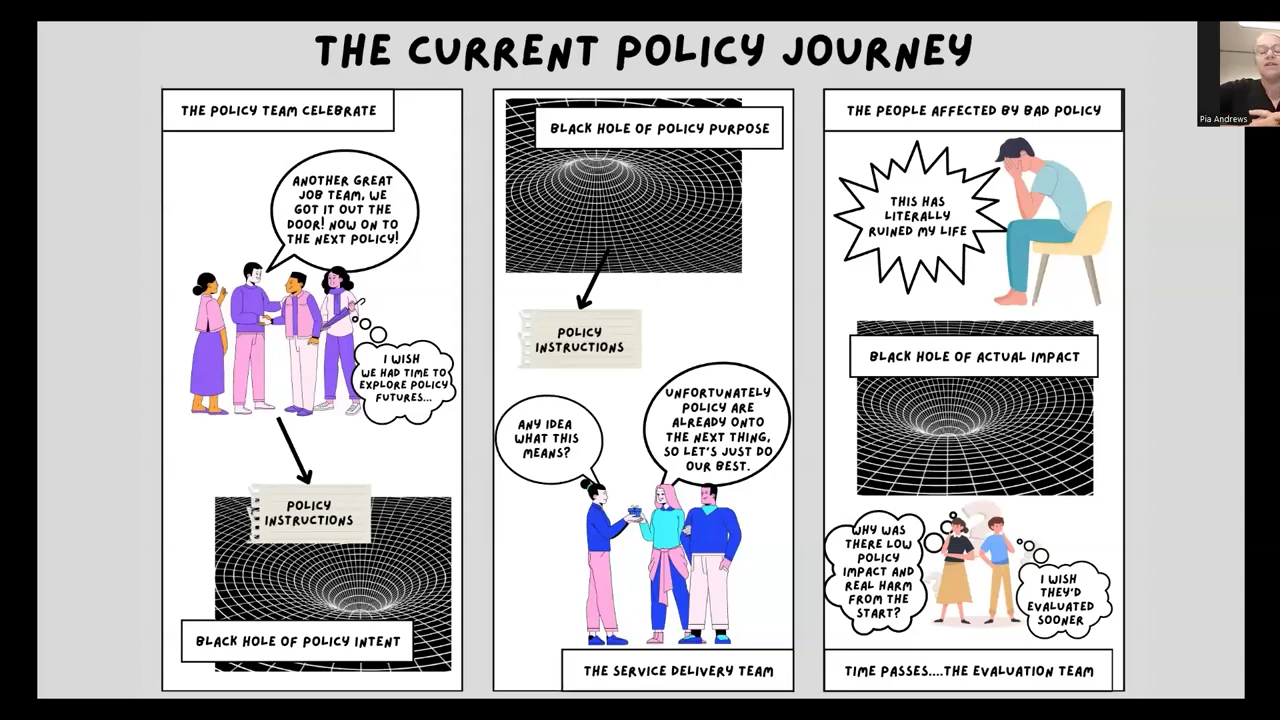 THE CURRENT POLICY JOURNEY
THE POLICY TEAM CELEBRATE
ANOTHER GREAT
JOB TEAM, WE
GOT IT OUT THE
DOOR! NOW ON TO
THE NEXT POLICY!
I WISH
WE HAD TIME TO
EXPLORE POLICY
FUTURES...
POLICY
INSTRUCTIONS
BLACK HOLE OF POLICY INTENT
BLACK HOLE OF POLICY PURPOSE
POLICY
INSTRUCTIONS
ANY IDEA
WHAT THIS
MEANS?
UNFORTUNATELY
POLICY ARE
ALREADY ONTO
THE NEXT THING,
SO LET'S JUST DO
OUR BEST.
THE SERVICE DELIVERY TEAM
THE PEOPLE AFFECTED BY BAD POLICY
THIS HAS
LITERALLY
RUINED MY LIFE
BLACK HOLE OF ACTUAL IMPACT
WHY WAS
THERE LOW
POLICY
IMPACT AND
REAL HARM
FROM THE
START?
I WISH
THEY'D
EVALUATED
SOONER
TIME PASSES....THE EVALUATION TEAM
Pia Andrews